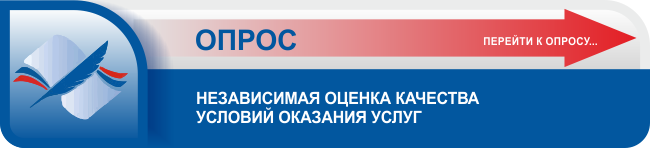 ОПРОС
ПЕРЕЙТИ К ОПРОСУ...
НЕЗАВИСИМАЯ ОЦЕНКА КАЧЕСТВА
УСЛОВИЙ ОКАЗАНИЯ УСЛУГ